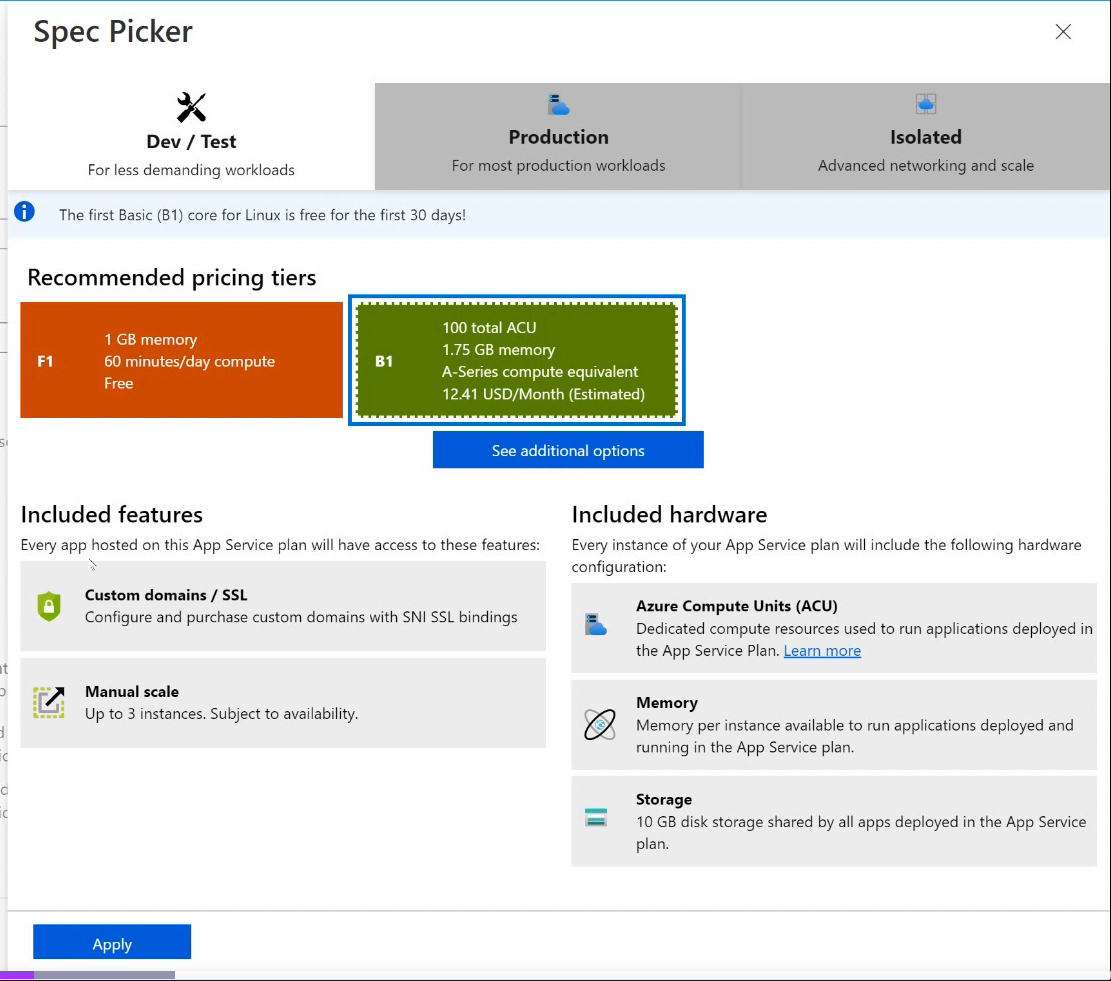 Spec Picker
Dev / Test
For less demanding workloads
Production
For most production workloads
Isolated
Advanced networking and scale
The first Basic (B1) core for Linux is free for the first 30 days!
Recommended pricing tiers
F1
1 GB memory
60 minutes/day compute
Free
B1
100 total ACU
1.75 GB memory
A-Series compute equivalent
12.41 USD/Month (Estimated)
See additional options
Included features
Every app hosted on this App Service plan will have access to these features:
Custom domains / SSL
Configure and purchase custom domains with SNI SSL bindings
Manual scale
Up to 3 instances. Subject to availability.
Included hardware
Every instance of your App Service plan will include the following hardware
configuration:
Azure Compute Units (ACU)
Dedicated compute resources used to run applications deployed in
the App Service Plan. Learn more
Memory
Memory per instance available to run applications deployed and
running in the App Service plan.
Storage
10 GB disk storage shared by all apps deployed in the App Service
plan.
Apply